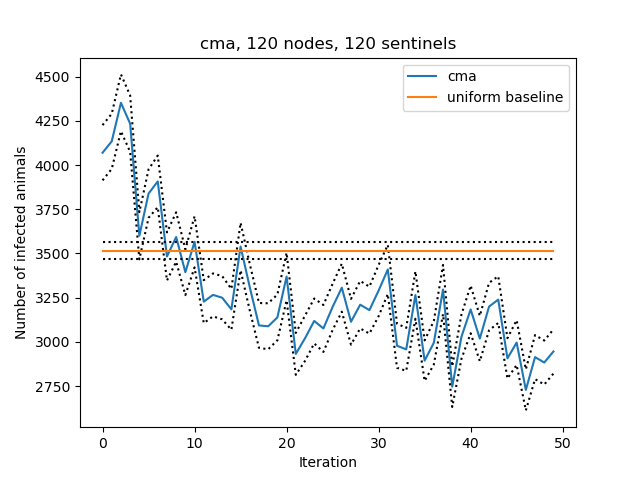 cma, 120 nodes, 120 sentinels
cma
uniform baseline
Number of infected animals
4500
4250
4000
3750
3500
3250
3000
2750
0 10 20 30 40 50
Iteration